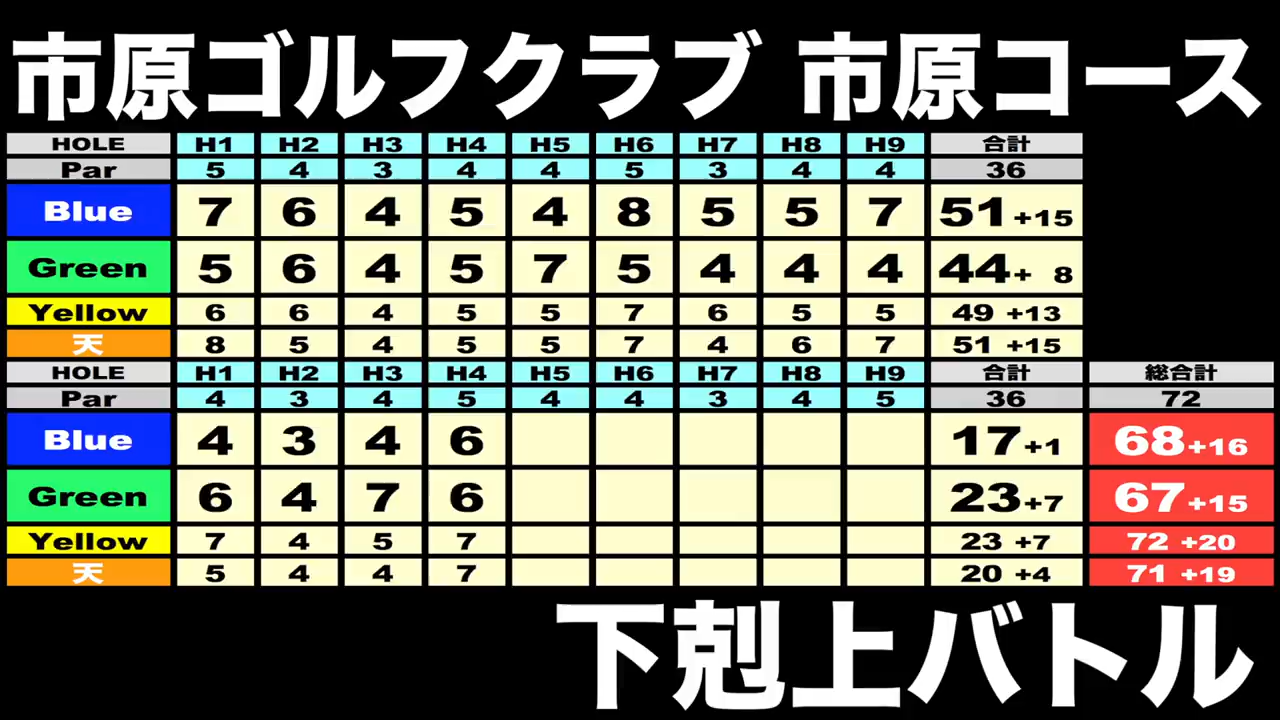 市原ゴルフクラブ 市原コース
HOLE H1 H2 H3 H4 H5 H6 H7 H8 H9 合計
Par 5 4 3 4 4 5 3 4 4 36
Blue 7 6 4 5 4 8 5 5 7 51 +15
Green 5 6 4 5 7 5 4 4 4 44 + 8
Yellow 6 6 4 5 5 7 6 5 5 49 +13
天 8 5 4 5 5 7 4 6 7 51 +15
HOLE H1 H2 H3 H4 H5 H6 H7 H8 H9 合計 総合計
Par 4 3 4 5 4 4 3 4 5 36 72
Blue 4 3 4 6 17 +1 68 +16
Green 6 4 7 6 23 +7 67 +15
Yellow 7 4 5 7 23 +7 72 +20
天 5 4 4 7 20 +4 71 +19
下剋上バトル